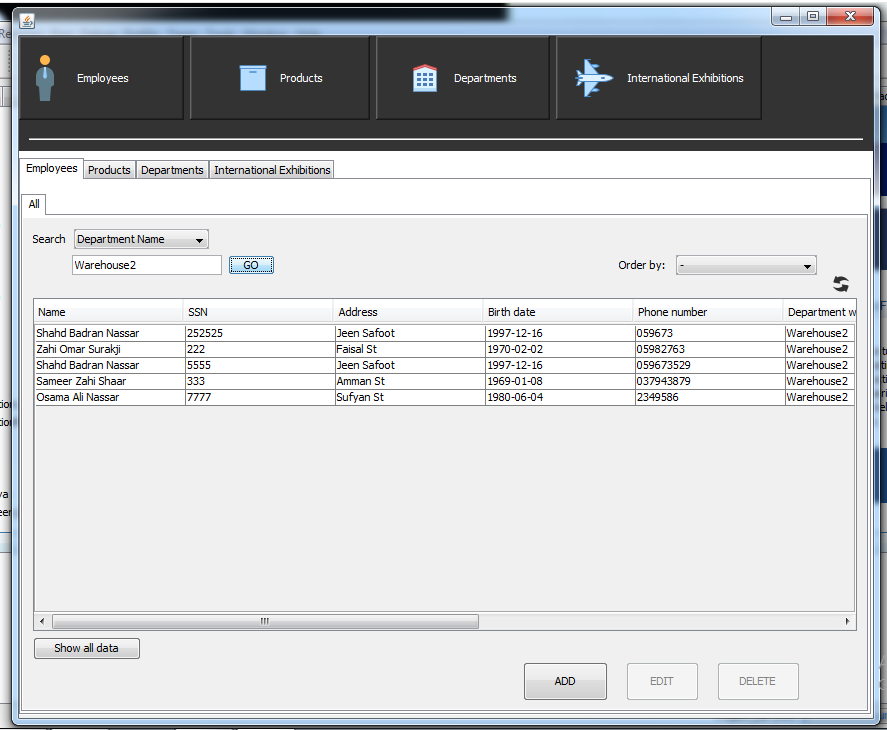 Employees Products Departments International Exhibitions
Employees Products Departments International Exhibitions
All
Search Department Name
Warehouse2 GO Order by: -
Name SSN Address Birth date Phone number Department w
Shahd Badran Nassar 252525 Jeen Safoot 1997-12-16 059673 Warehouse2
Zahi Omar Surakji 222 Faisal St 1970-02-02 05982763 Warehouse2
Shahd Badran Nassar 5555 Jeen Safoot 1997-12-16 059673529 Warehouse2
Sameer Zahi Shaar 333 Amman St 1969-01-08 037943879 Warehouse2
Osama Ali Nassar 7777 Sufyan St 1980-06-04 2349586 Warehouse2
Show all data
ADD EDIT DELETE